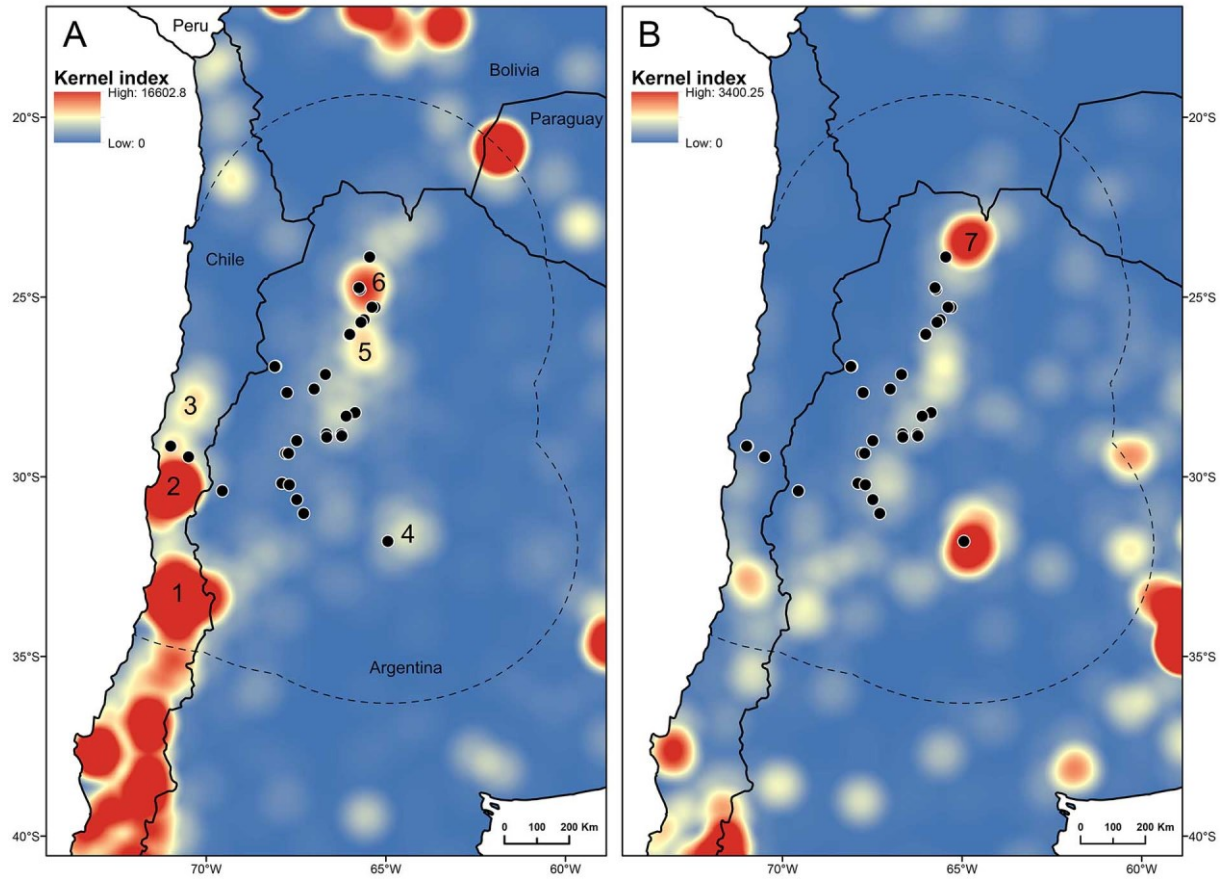 A
Peru
Kernel index
High: 16602.8
Low: 0
Bolivia
Paraguay
Chile
Argentina
1
2
3
4
5
6
20°S
25°S
30°S
35°S
40°S
70°W
65°W
60°W
0 100 200 Km
B
Kernel index
High: 3400.25
Low: 0
7
20°S
25°S
30°S
35°S
40°S
70°W
65°W
60°W
0 100 200 Km